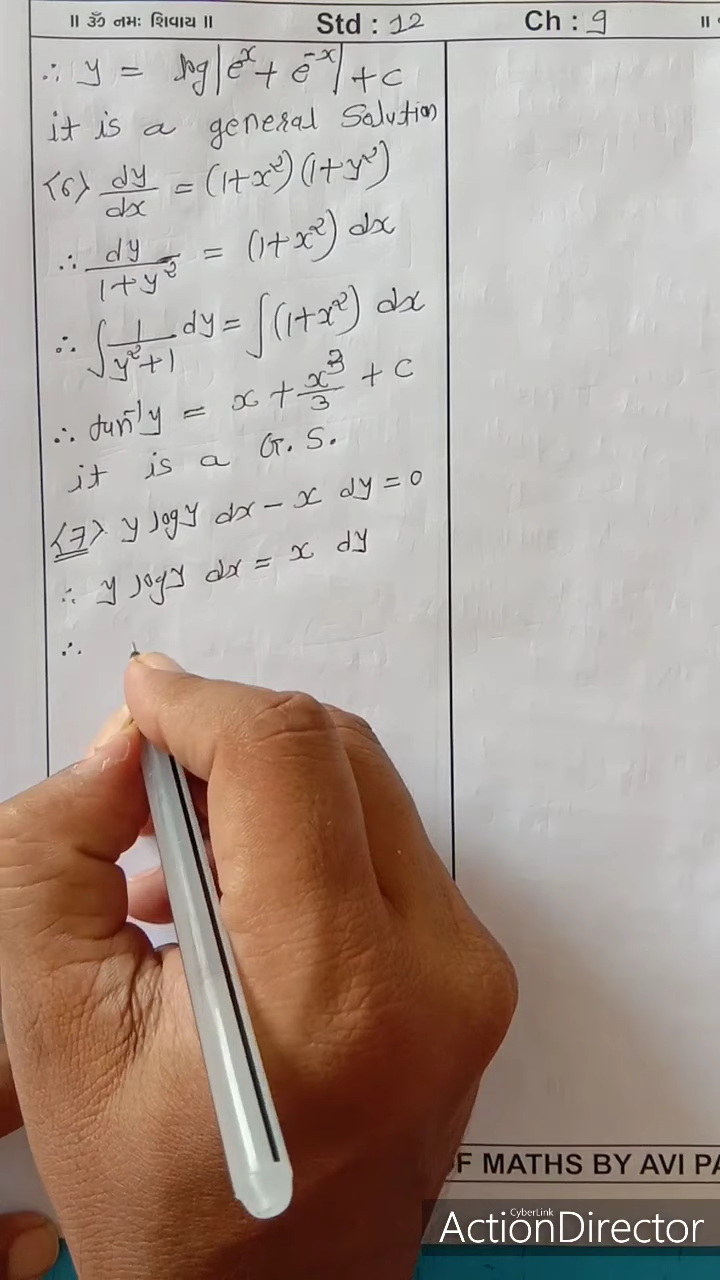 ॥ ૐ નમઃ શિવાય ॥ Std : 12 Ch : 9 ॥
∴ y = log|e^x + e^-x| + c
it is a general Solution
<6> dy/dx = (1+x²)(1+y²)
∴ dy/1+y² = (1+x²) dx
∴ ∫ 1/y²+1 dy = ∫(1+x²) dx
∴ tan⁻¹y = x + x³/3 + c
it is a G.S.
<7> y logy dx - x dy = 0
∴ y logy dx = x dy
∴
F MATHS BY AVI PA
CyberLink
ActionDirector